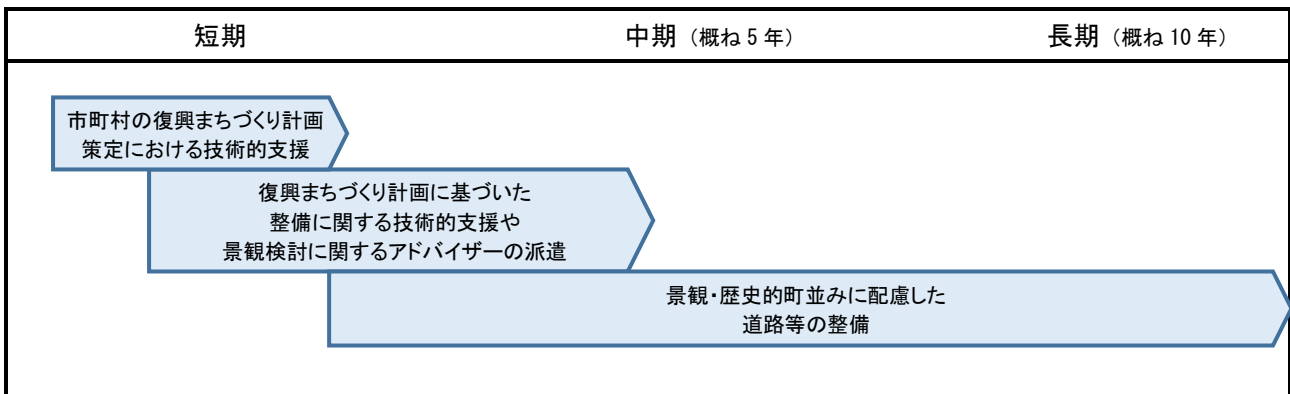 短期 中期（概ね5年） 長期（概ね10年）
市町村の復興まちづくり計画
策定における技術的支援
復興まちづくり計画に基づいた
整備に関する技術的支援や
景観検討に関するアドバイザーの派遣
景観・歴史的町並みに配慮した
道路等の整備